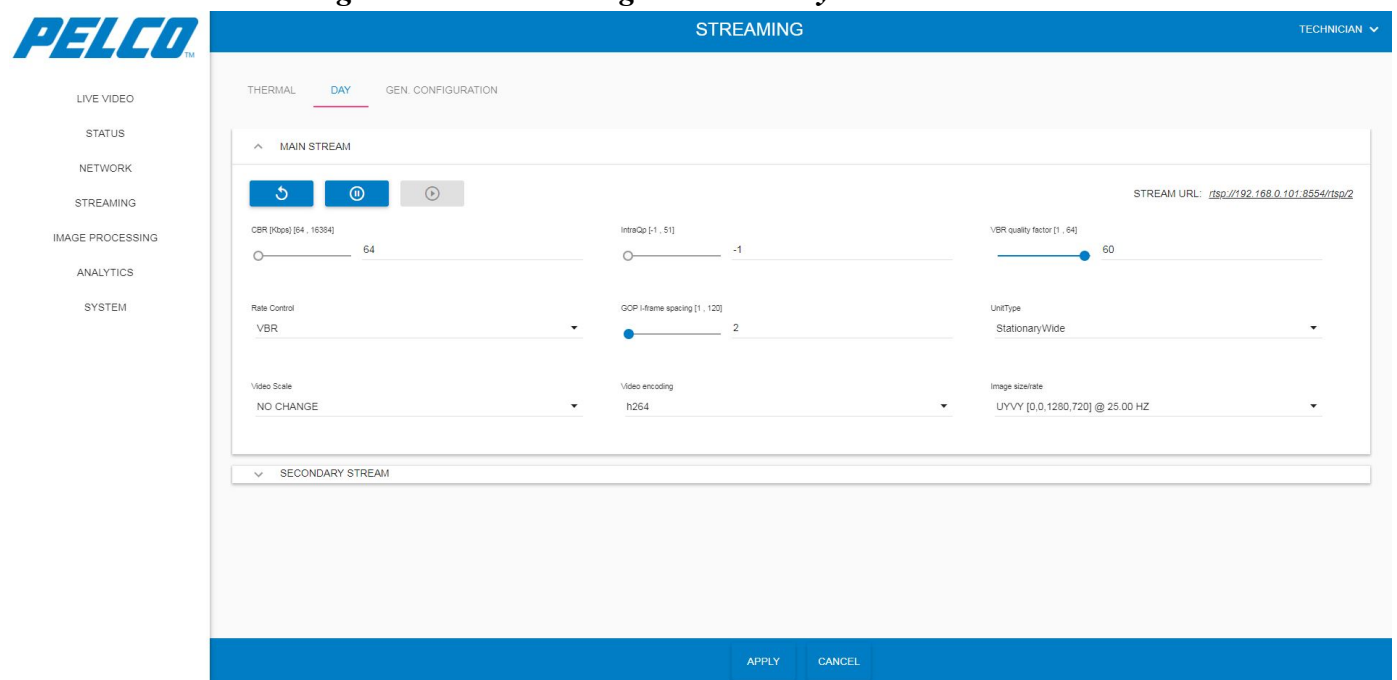 PELCO TM
STREAMING
TECHNICIAN
LIVE VIDEO
STATUS
NETWORK
STREAMING
IMAGE PROCESSING
ANALYTICS
SYSTEM
THERMAL DAY GEN. CONFIGURATION
MAIN STREAM
STREAM URL: rtsp://192.168.0.101:8554/rtsp/2
CBR [Kbps] [64 , 16384] IntraQp [-1 , 51] VBR quality factor [1 , 64]
64 -1 60
Rate Control GOP I-frame spacing [1 , 120] UnitType
VBR 2 StationaryWide
Video Scale Video encoding Image size/rate
NO CHANGE h264 UYVY [0,0,1280,720] @ 25.00 HZ
SECONDARY STREAM
APPLY CANCEL